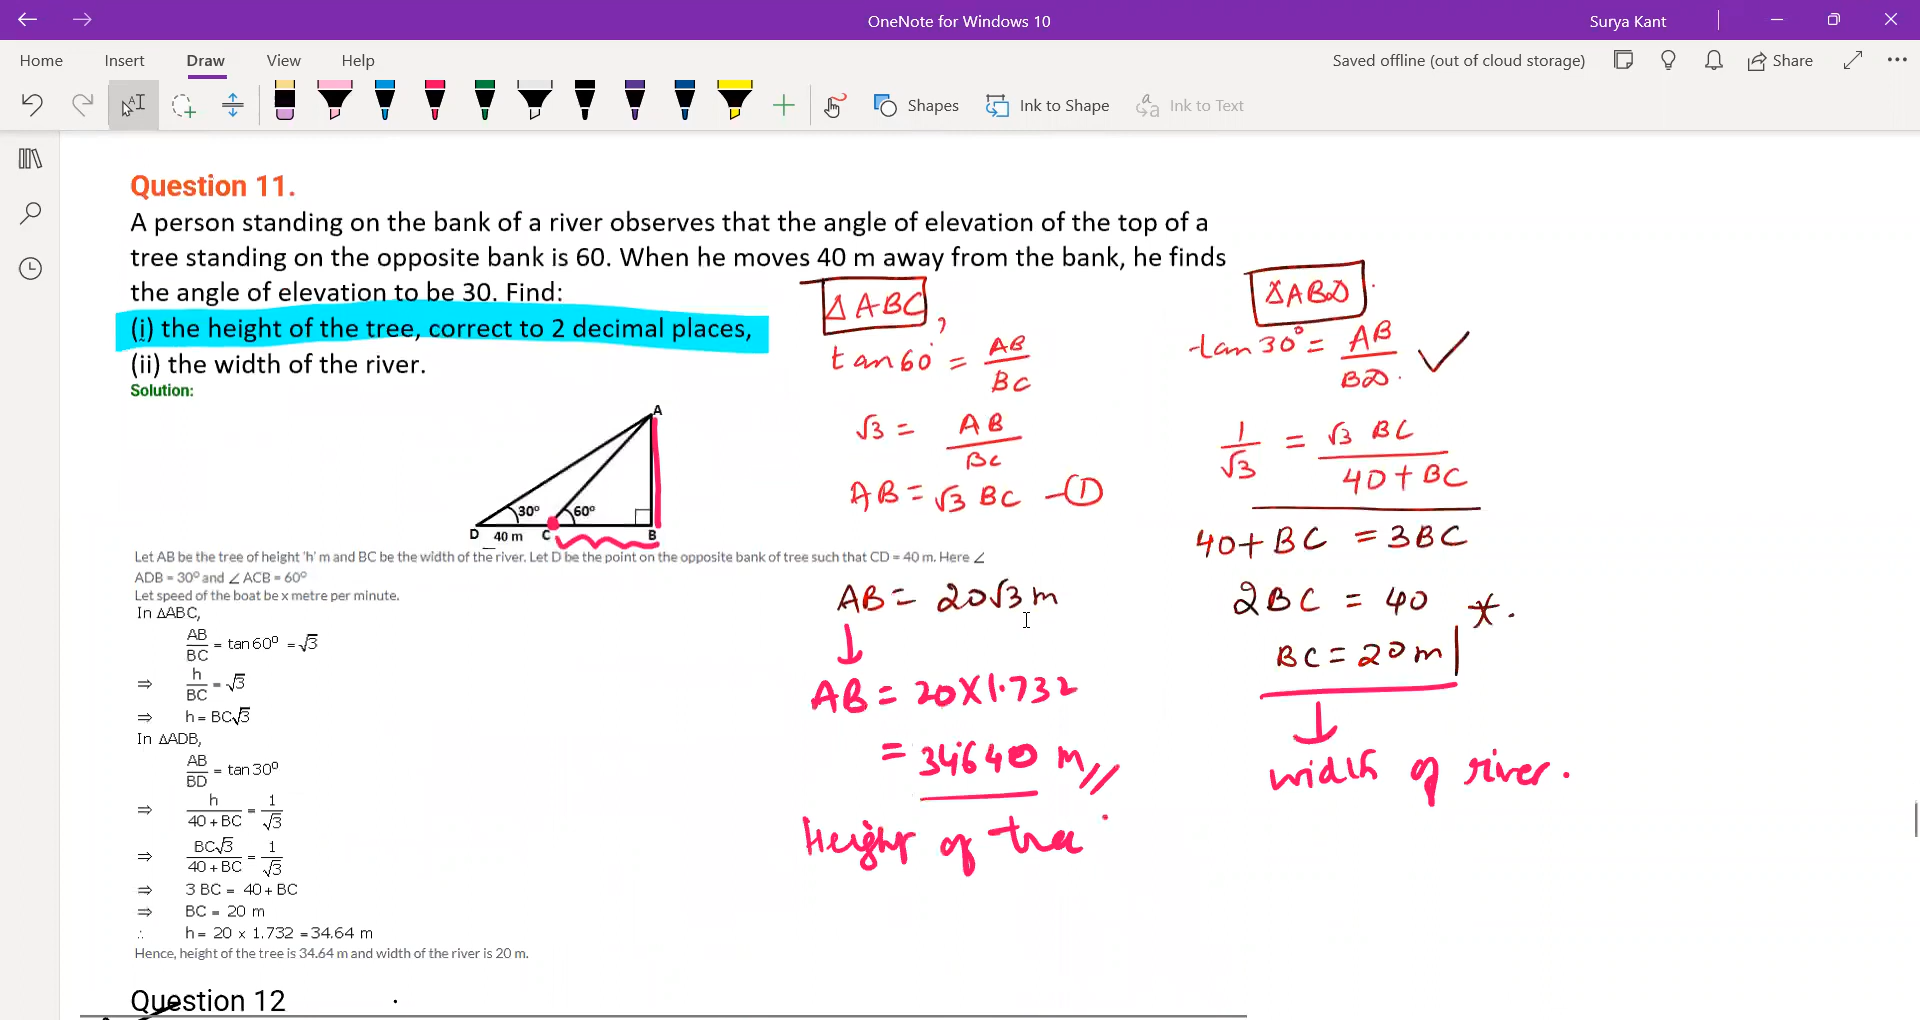 OneNote for Windows 10
Surya Kant
Home Insert Draw View Help
Saved offline (out of cloud storage)
Share
Shapes
Ink to Shape
Ink to Text
Question 11.
A person standing on the bank of a river observes that the angle of elevation of the top of a
tree standing on the opposite bank is 60. When he moves 40 m away from the bank, he finds
the angle of elevation to be 30. Find:
(i) the height of the tree, correct to 2 decimal places,
(ii) the width of the river.
Solution:
A
30° 60°
D 40 m C B
Let AB be the tree of height 'h' m and BC be the width of the river. Let D be the point on the opposite bank of tree such that CD = 40 m. Here ∠
ADB = 30° and ∠ ACB = 60°
Let speed of the boat be x metre per minute.
In ΔABC,
AB/BC = tan 60° = √3
⇒ h/BC = √3
⇒ h = BC√3
In ΔADB,
AB/BD = tan 30°
⇒ h/(40 + BC) = 1/√3
⇒ BC√3/(40 + BC) = 1/√3
⇒ 3 BC = 40 + BC
⇒ BC = 20 m
∴ h = 20 x 1.732 = 34.64 m
Hence, height of the tree is 34.64 m and width of the river is 20 m.
Question 12
Δ ABC,
tan 60° = AB/BC
√3 = AB/BC
AB = √3 BC -①
AB = 20√3 m
AB = 20 X 1.732
= 34.640 m //
Height of tree
Δ ABD
tan 30° = AB/BD.
1/√3 = √3 BC/(40 + BC)
40 + BC = 3BC
2BC = 40
BC = 20 m
width of river.